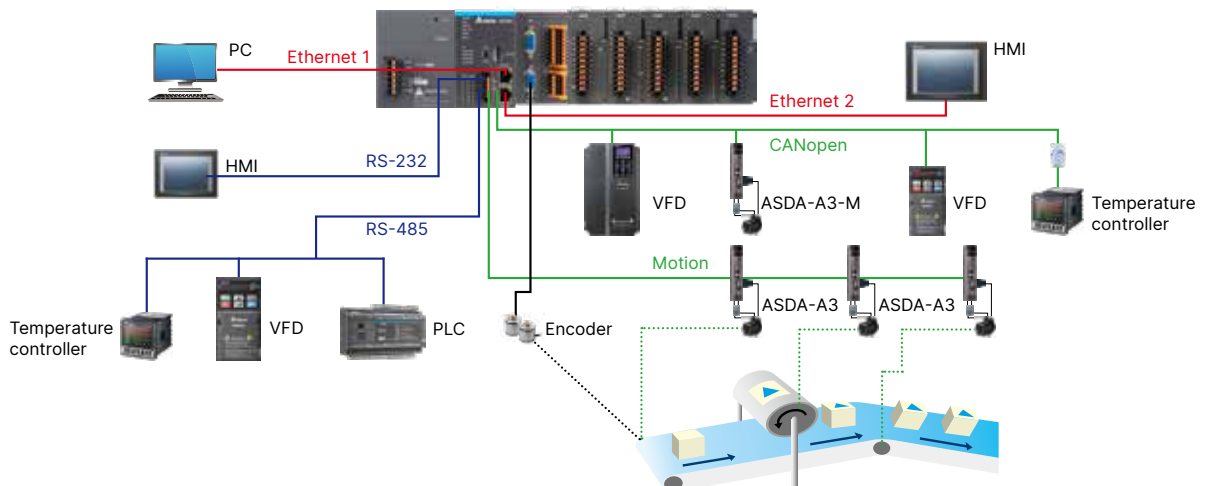 PC
Ethernet 1
HMI
Ethernet 2
HMI
RS-232
CANopen
VFD
ASDA-A3-M
VFD
Temperature
controller
RS-485
Motion
Temperature
controller
VFD
PLC
Encoder
ASDA-A3
ASDA-A3